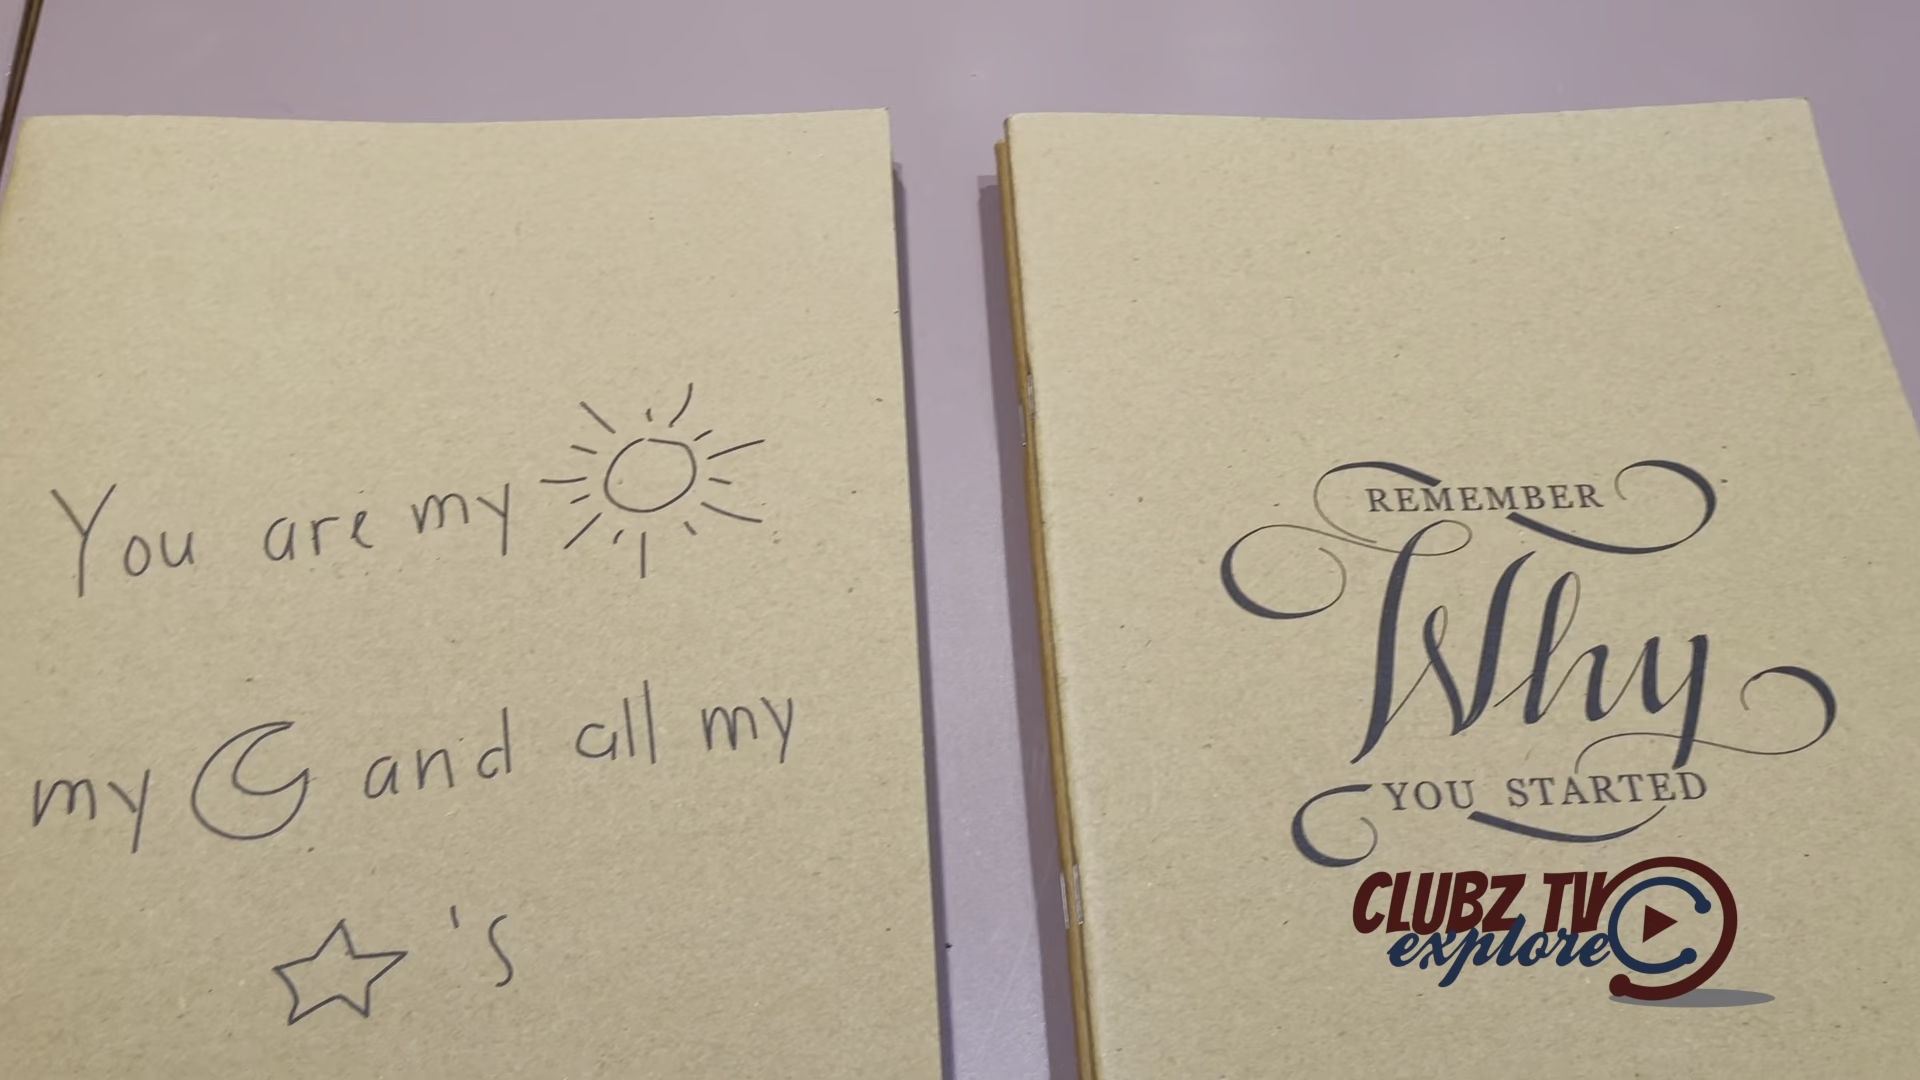 You are my
my and all my
's
REMEMBER
Why
YOU STARTED
CLUBZ TV
explore